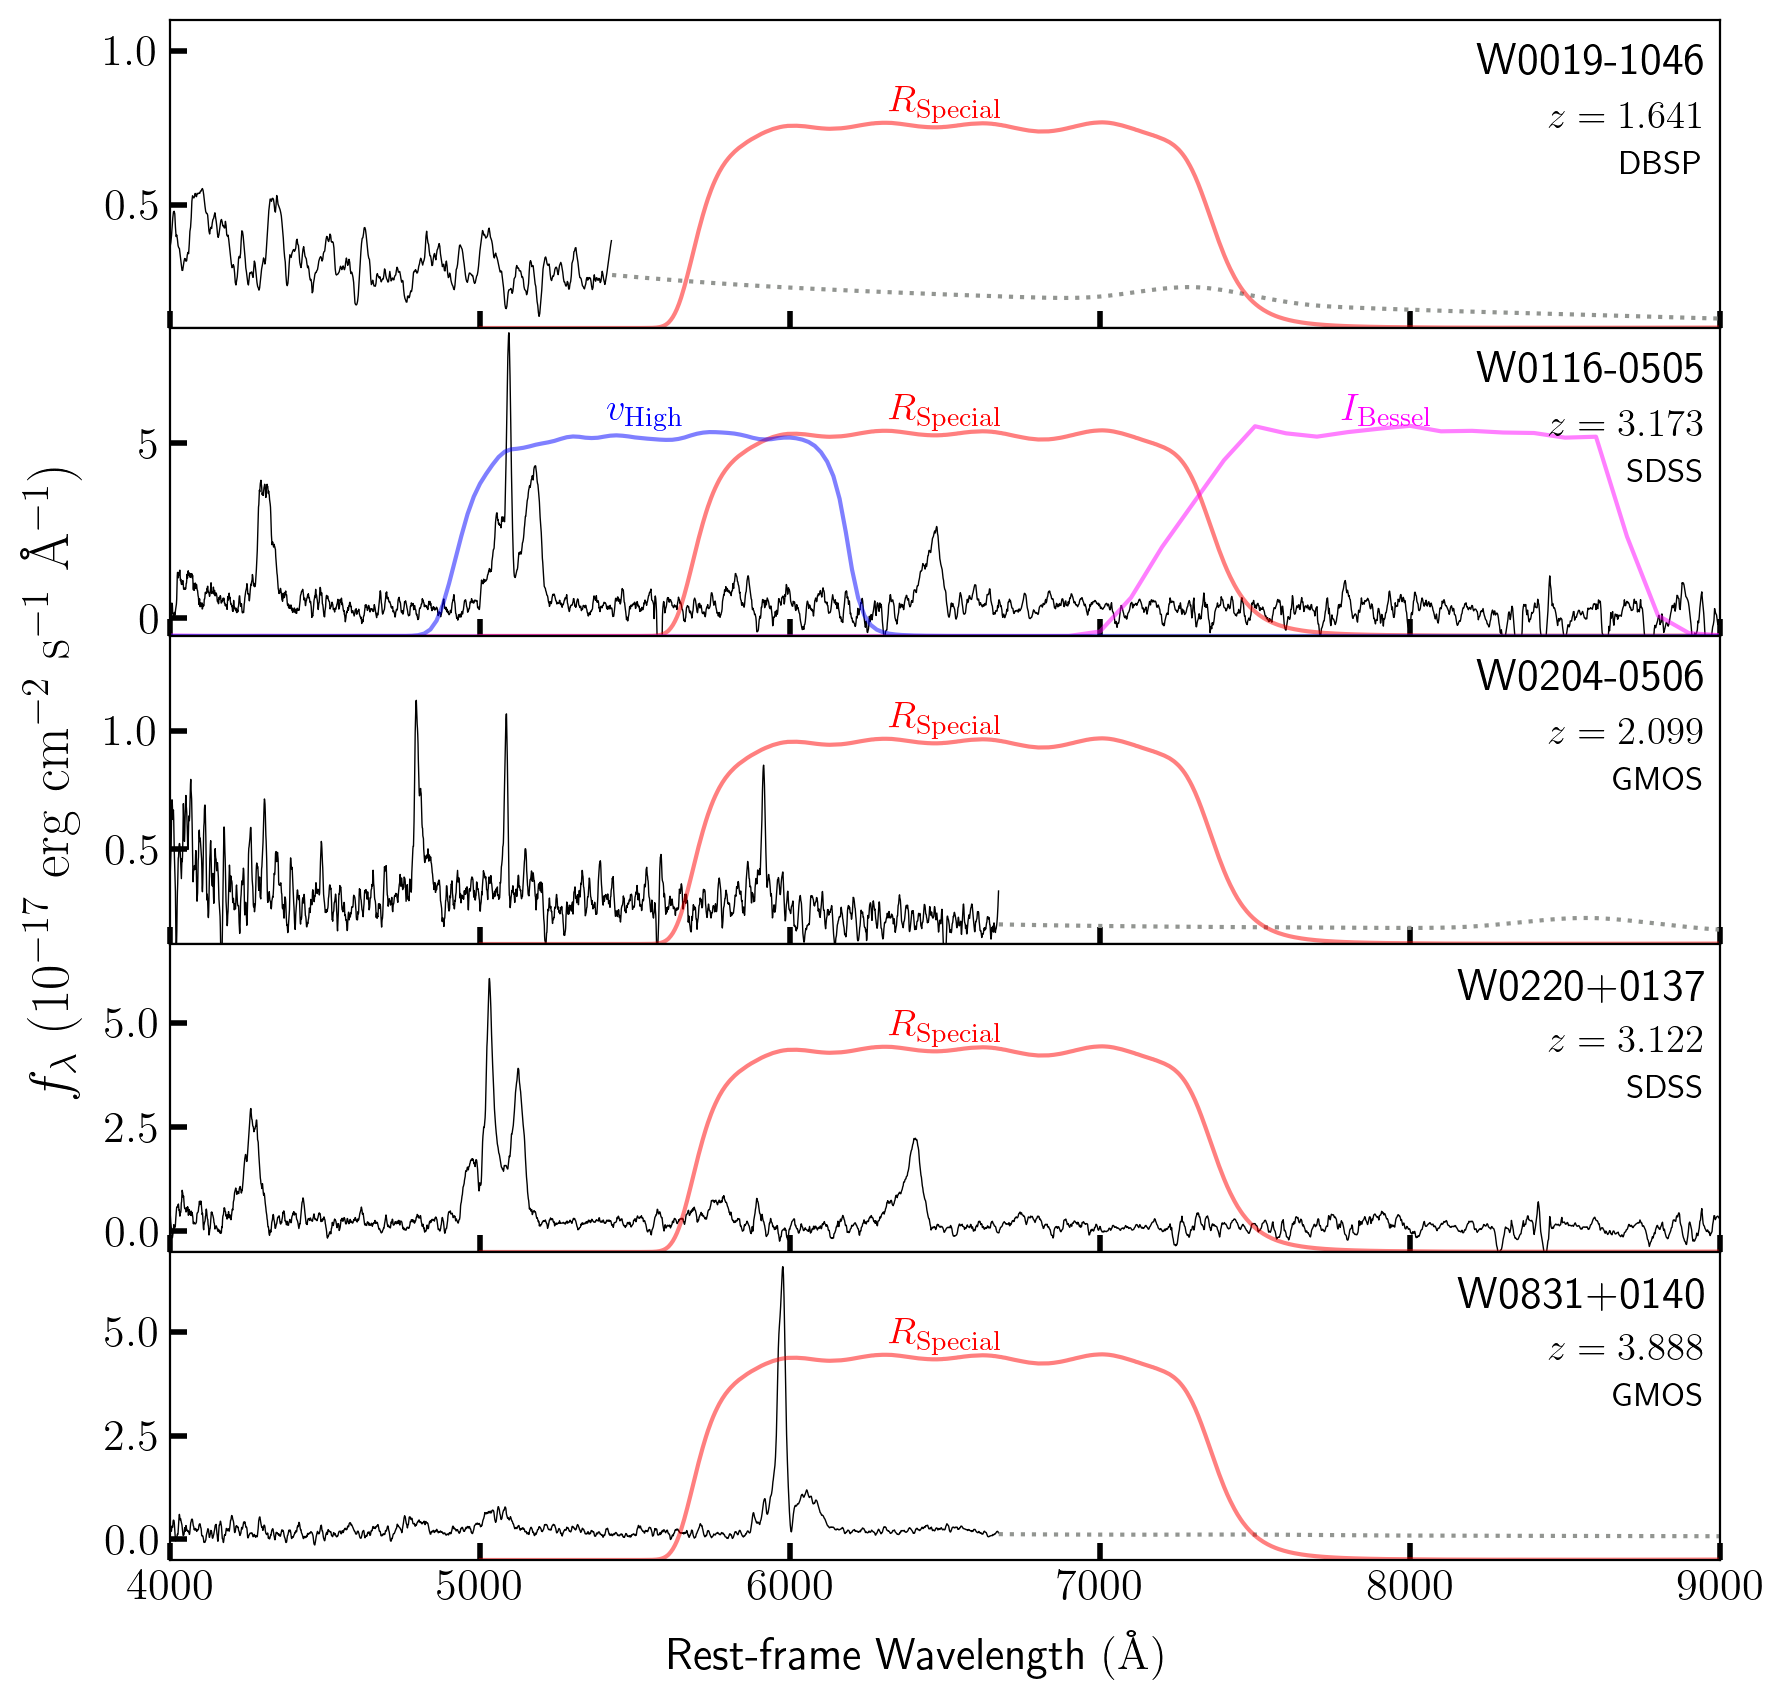 f_λ (10^−17 erg cm^−2 s^−1 Å^−1)
1.0
0.5
R_Special
W0019-1046
z = 1.641
DBSP
5
0
v_High
R_Special
I_Bessel
W0116-0505
z = 3.173
SDSS
1.0
0.5
R_Special
W0204-0506
z = 2.099
GMOS
5.0
2.5
0.0
R_Special
W0220+0137
z = 3.122
SDSS
5.0
2.5
0.0
R_Special
W0831+0140
z = 3.888
GMOS
4000 5000 6000 7000 8000 9000
Rest-frame Wavelength (Å)